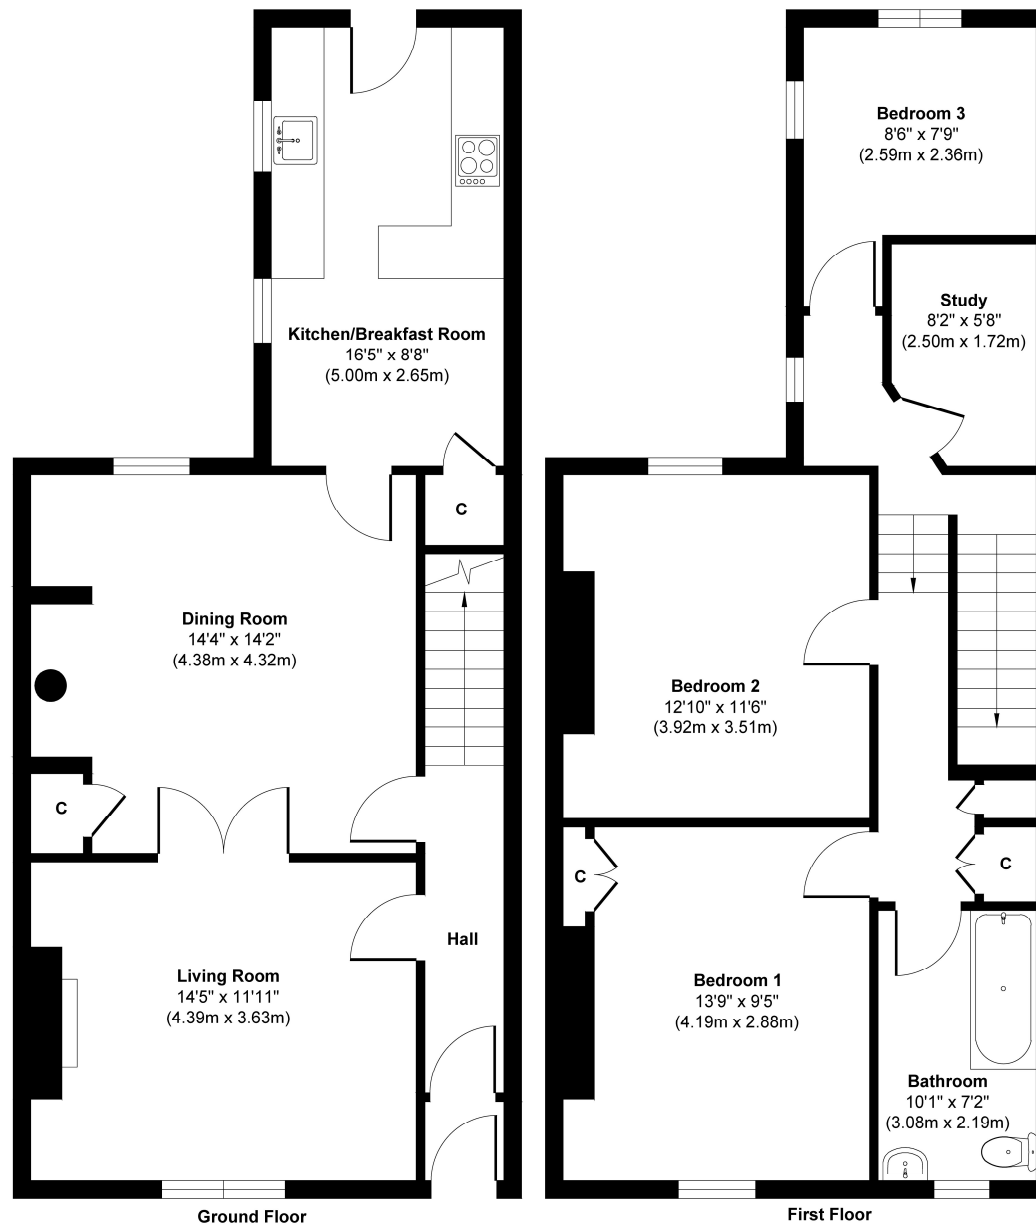 Kitchen/Breakfast Room
16'5" x 8'8"
(5.00m x 2.65m)
C
Dining Room
14'4" x 14'2"
(4.38m x 4.32m)
C
Hall
Living Room
14'5" x 11'11"
(4.39m x 3.63m)
Ground Floor
Bedroom 3
8'6" x 7'9"
(2.59m x 2.36m)
Study
8'2" x 5'8"
(2.50m x 1.72m)
Bedroom 2
12'10" x 11'6"
(3.92m x 3.51m)
C
C
Bedroom 1
13'9" x 9'5"
(4.19m x 2.88m)
Bathroom
10'1" x 7'2"
(3.08m x 2.19m)
First Floor